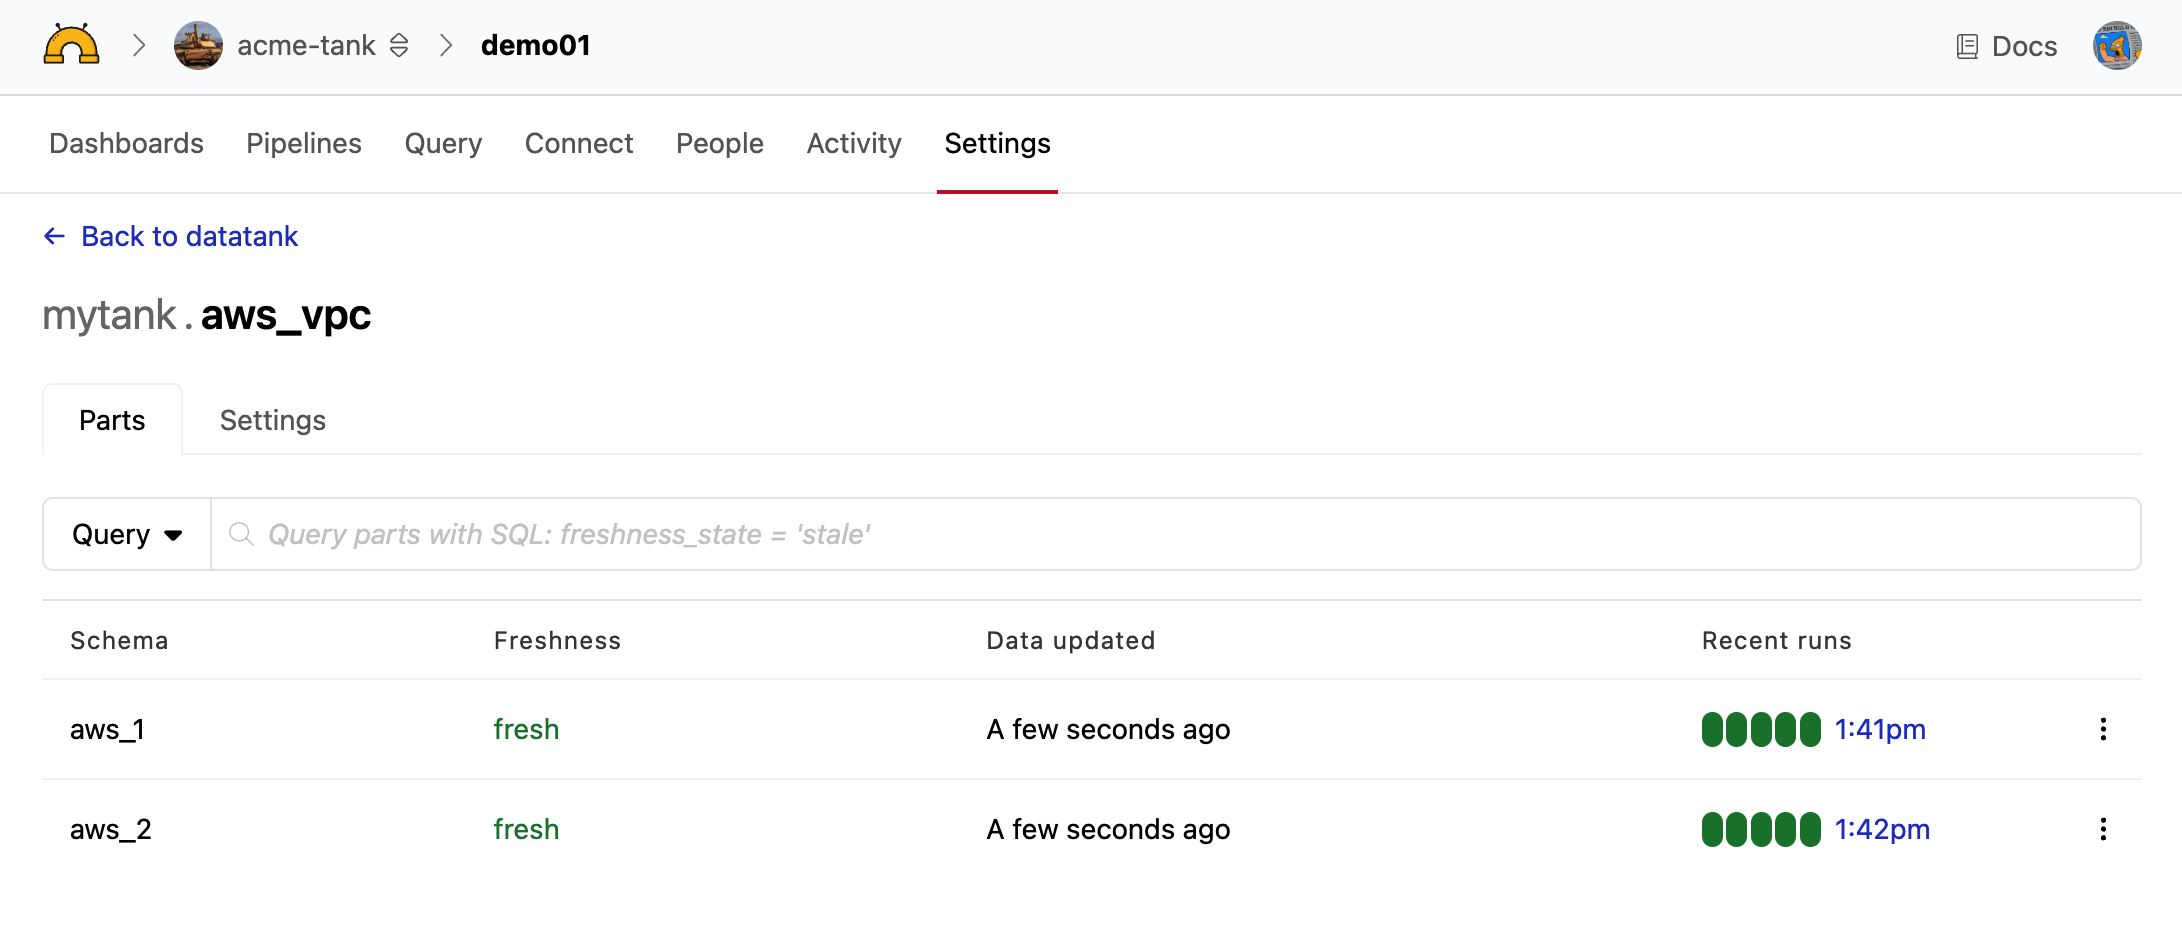 acme-tank demo01 Docs
Dashboards Pipelines Query Connect People Activity Settings
← Back to datatank
mytank.aws_vpc
Parts Settings
Query Query parts with SQL: freshness_state = 'stale'
Schema Freshness Data updated Recent runs
aws_1 fresh A few seconds ago 1:41pm
aws_2 fresh A few seconds ago 1:42pm